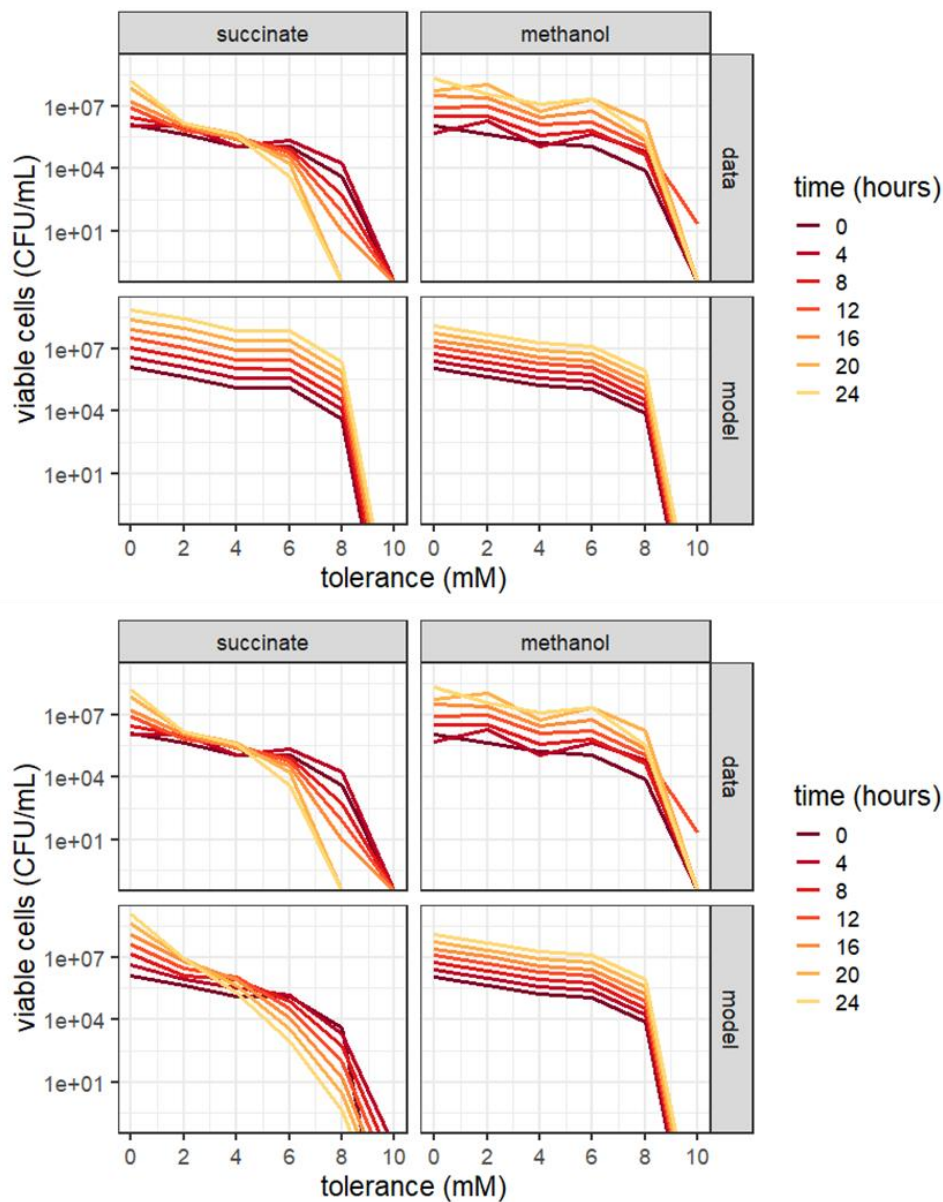 succinate methanol
1e+07
1e+04
1e+01
data
1e+07
1e+04
1e+01
model
viable cells (CFU/mL)
0 2 4 6 8 10 0 2 4 6 8 10
tolerance (mM)
time (hours)
0
4
8
12
16
20
24
succinate methanol
1e+07
1e+04
1e+01
data
1e+07
1e+04
1e+01
model
viable cells (CFU/mL)
0 2 4 6 8 10 0 2 4 6 8 10
tolerance (mM)
time (hours)
0
4
8
12
16
20
24